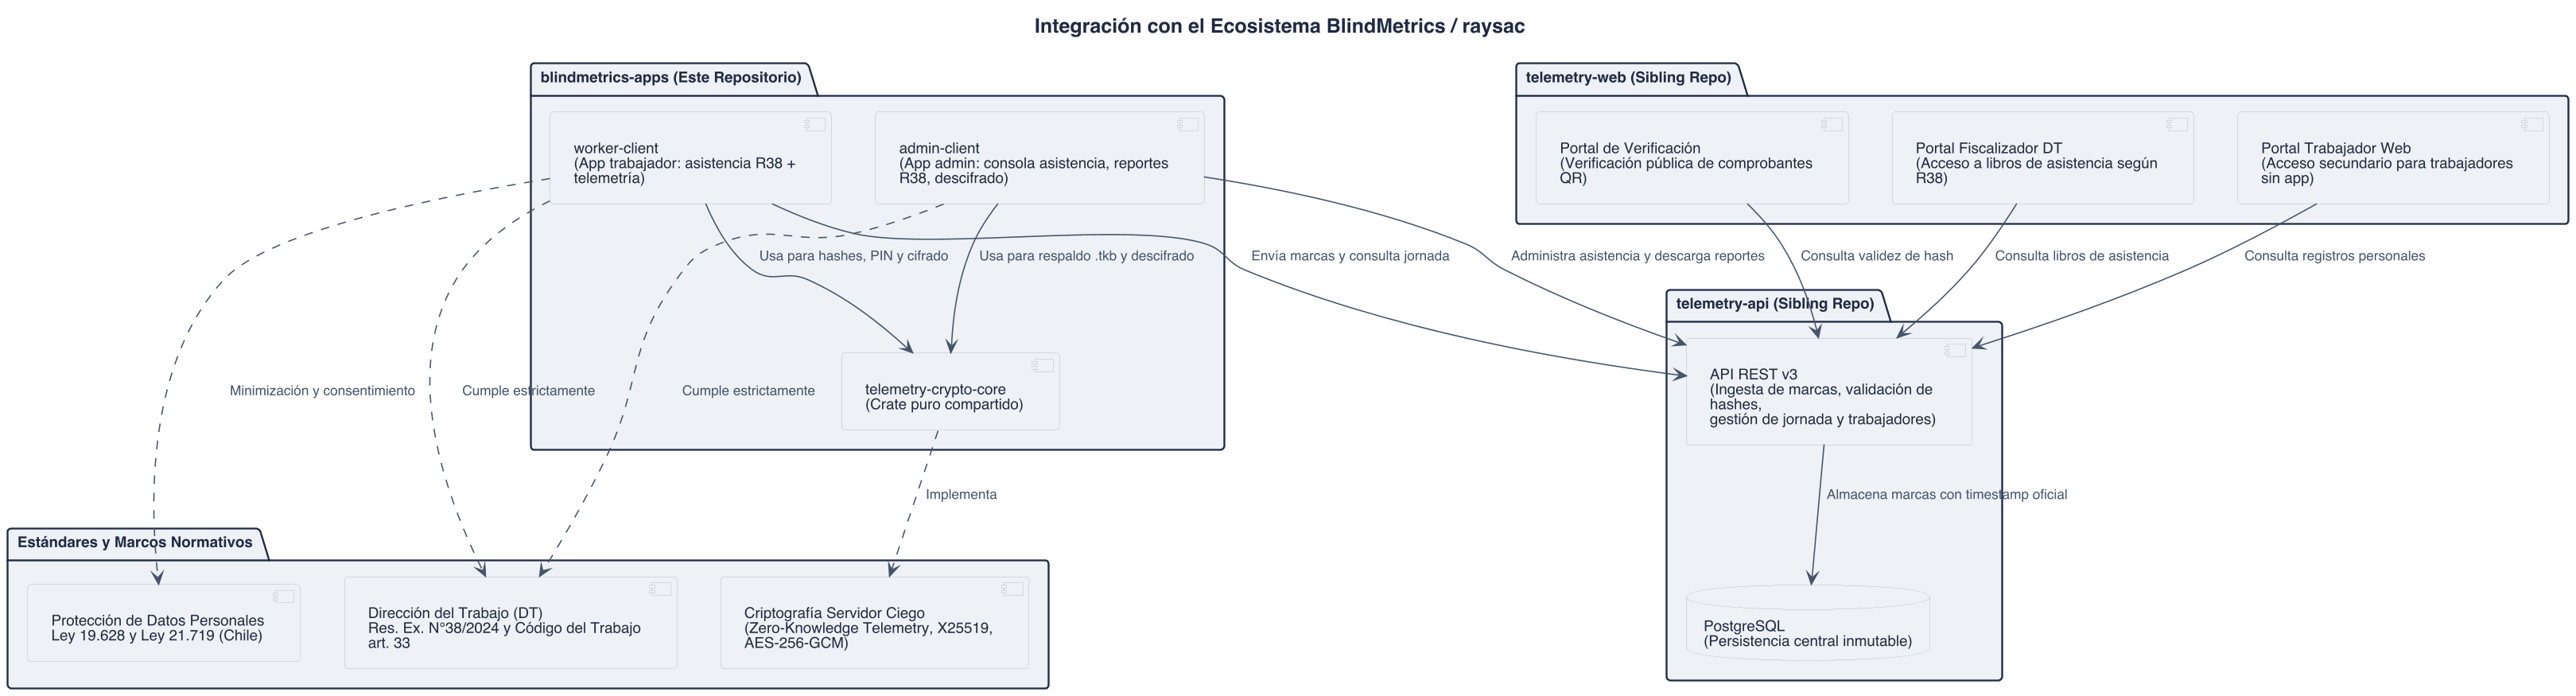 Integración con el Ecosistema BlindMetrics / raysac
blindmetrics-apps (Este Repositorio)
worker-client
(App trabajador: asistencia R38 +
telemetría)
admin-client
(App admin: consola asistencia, reportes
R38, descifrado)
telemetry-web (Sibling Repo)
Portal de Verificación
(Verificación pública de comprobantes
QR)
Portal Fiscalizador DT
(Acceso a libros de asistencia según
R38)
Portal Trabajador Web
(Acceso secundario para trabajadores
sin app)
Usa para hashes, PIN y cifrado
Usa para respaldo .tkb y descifrado
Envía marcas y consulta jornada
Administra asistencia y descarga reportes
Consulta validez de hash
Consulta libros de asistencia
Consulta registros personales
telemetry-api (Sibling Repo)
API REST v3
(Ingesta de marcas, validación de
hashes,
gestión de jornada y trabajadores)
telemetry-crypto-core
(Crate puro compartido)
Minimización y consentimiento
Cumple estrictamente
Cumple estrictamente
Implementa
Almacena marcas con timestamp oficial
Estándares y Marcos Normativos
Protección de Datos Personales
Ley 19.628 y Ley 21.719 (Chile)
Dirección del Trabajo (DT)
Res. Ex. N°38/2024 y Código del Trabajo
art. 33
Criptografía Servidor Ciego
(Zero-Knowledge Telemetry, X25519,
AES-256-GCM)
PostgreSQL
(Persistencia central inmutable)